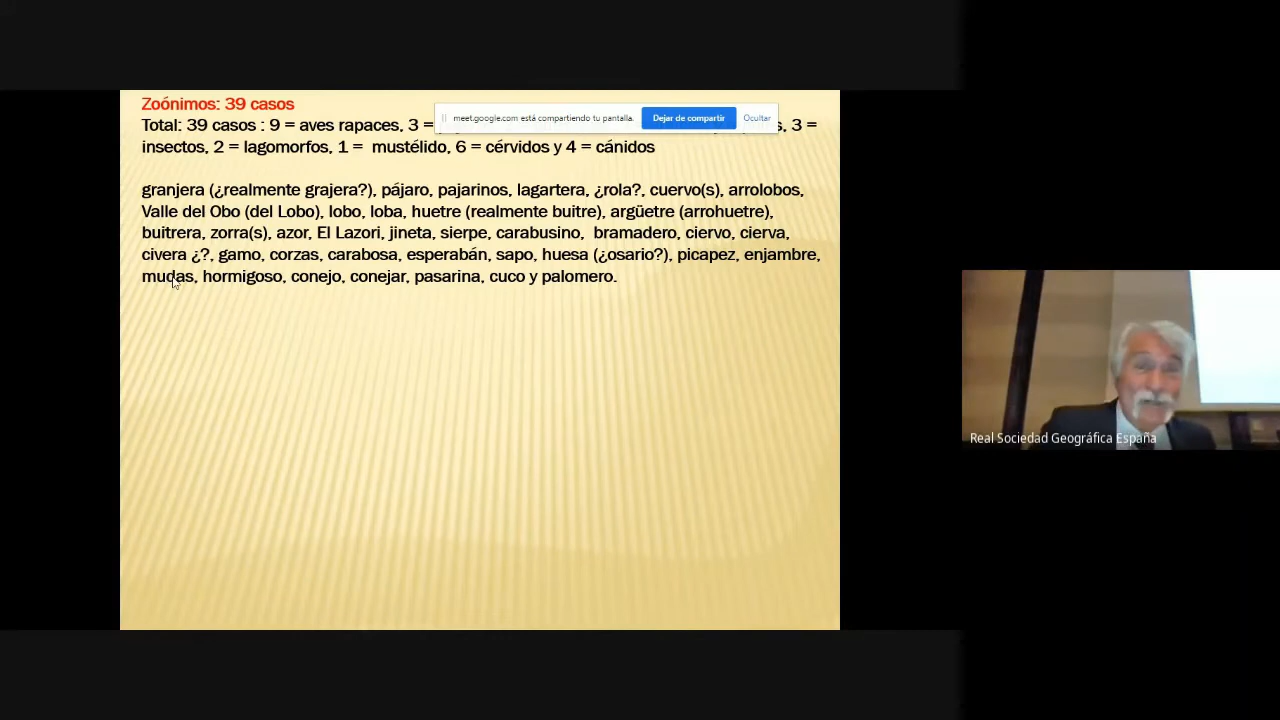 Zoónimos: 39 casos
Total: 39 casos : 9 = aves rapaces, 3 = s, 3 =
meet.google.com está compartiendo tu pantalla. Dejar de compartir Ocultar
insectos, 2 = lagomorfos, 1 = mustélido, 6 = cérvidos y 4 = cánidos
granjera (¿realmente grajera?), pájaro, pajarinos, lagartera, ¿rola?, cuervo(s), arrolobos,
Valle del Obo (del Lobo), lobo, loba, huetre (realmente buitre), argüetre (arrohuetre),
buitrera, zorra(s), azor, El Lazori, jineta, sierpe, carabusino, bramadero, ciervo, cierva,
civera ¿?, gamo, corzas, carabosa, esperabán, sapo, huesa (¿osario?), picapez, enjambre,
mudas, hormigoso, conejo, conejar, pasarina, cuco y palomero.
Real Sociedad Geográfica España